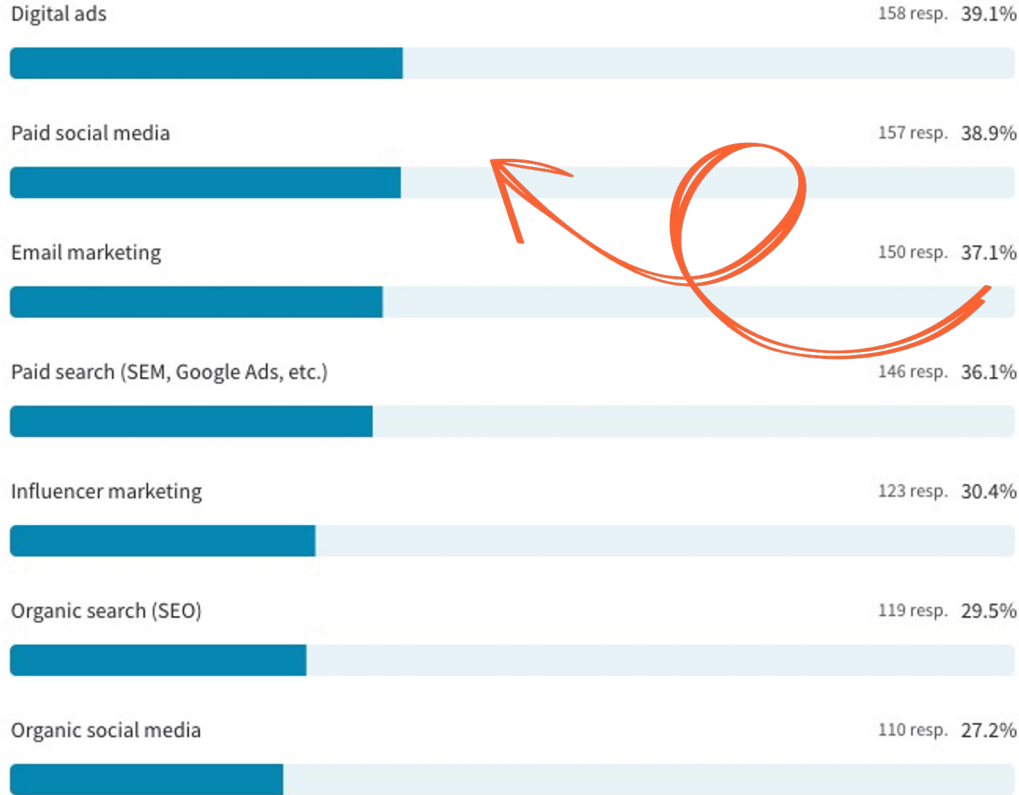 Digital ads 158 resp. 39.1%
Paid social media 157 resp. 38.9%
Email marketing 150 resp. 37.1%
Paid search (SEM, Google Ads, etc.) 146 resp. 36.1%
Influencer marketing 123 resp. 30.4%
Organic search (SEO) 119 resp. 29.5%
Organic social media 110 resp. 27.2%